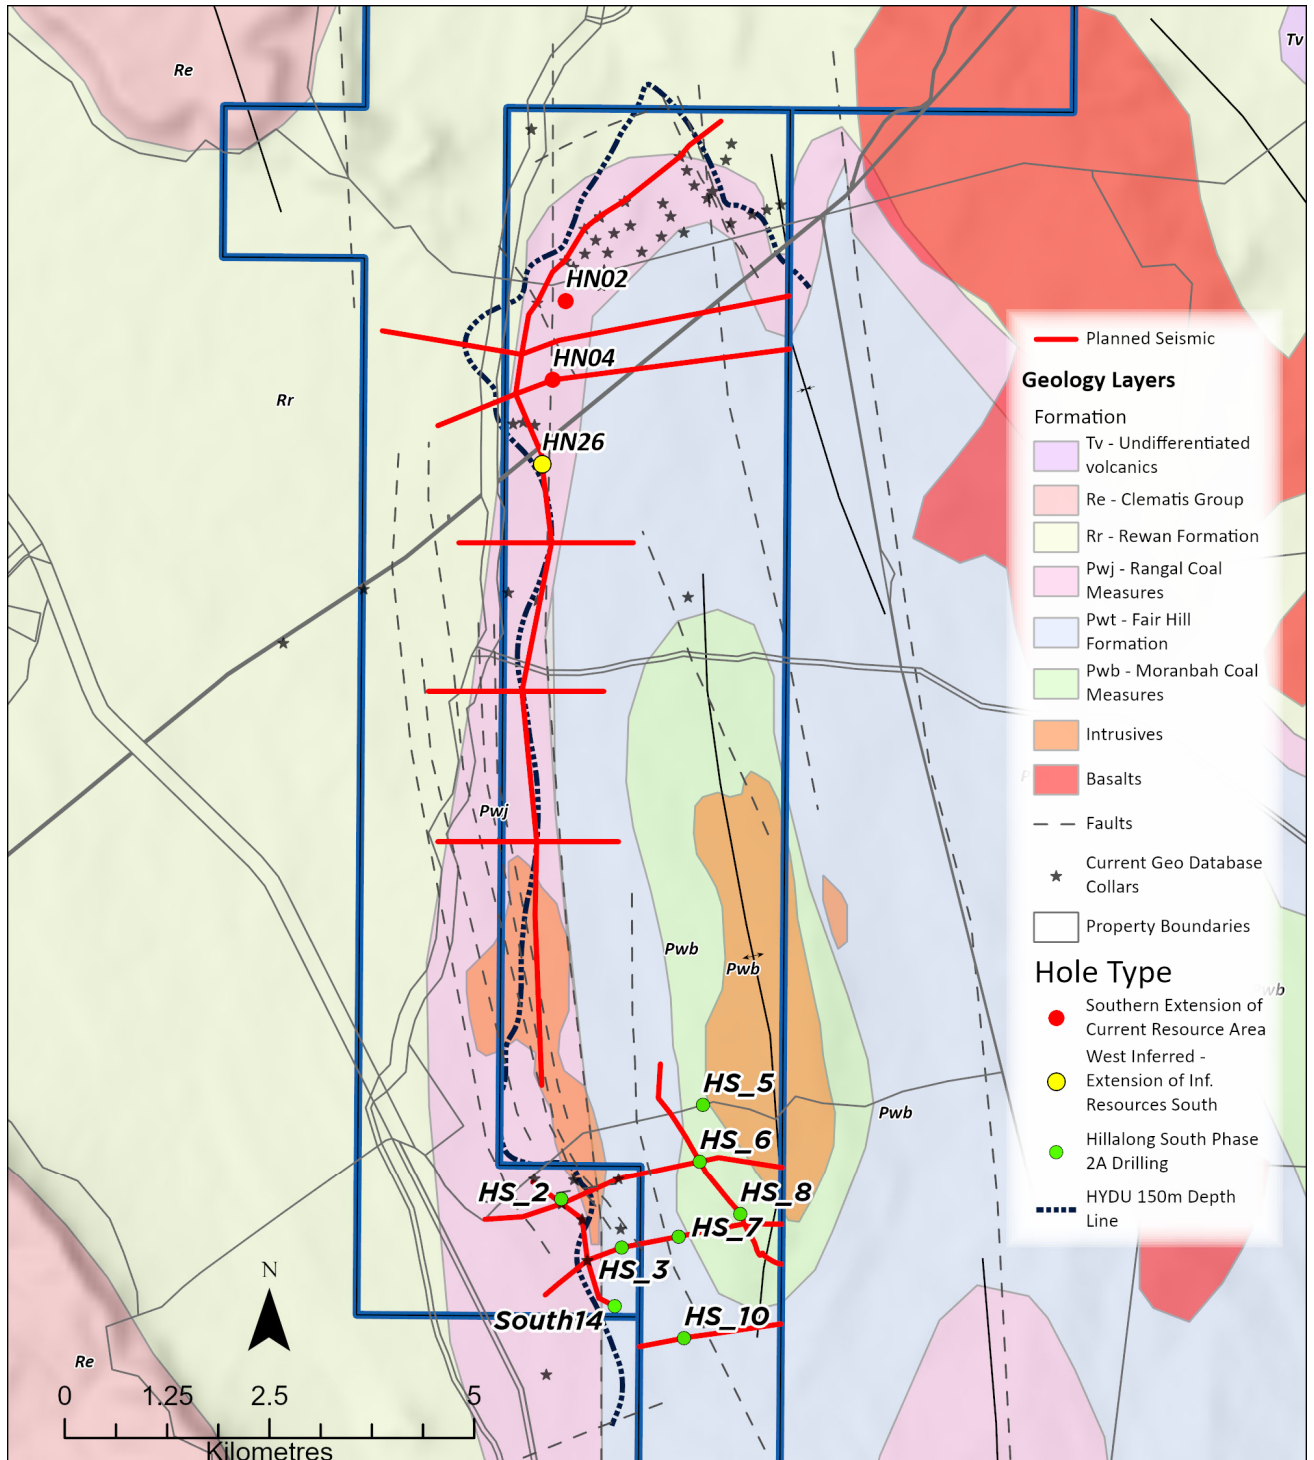 Re
Tv
HN02
HN04
Rr
HN26
Pwj
Pwb
Pwb
HS_5
Pwb
HS_6
HS_2
HS_8
HS_7
HS_3
South14
HS_10
Re
N
0 1.25 2.5 5
Kilometres
Planned Seismic
Geology Layers
Formation
Tv - Undifferentiated
volcanics
Re - Clematis Group
Rr - Rewan Formation
Pwj - Rangal Coal
Measures
Pwt - Fair Hill
Formation
Pwb - Moranbah Coal
Measures
Intrusives
Basalts
Faults
Current Geo Database
Collars
Property Boundaries
Hole Type
Southern Extension of
Current Resource Area
West Inferred -
Extension of Inf.
Resources South
Hillalong South Phase
2A Drilling
HYDU 150m Depth
Line